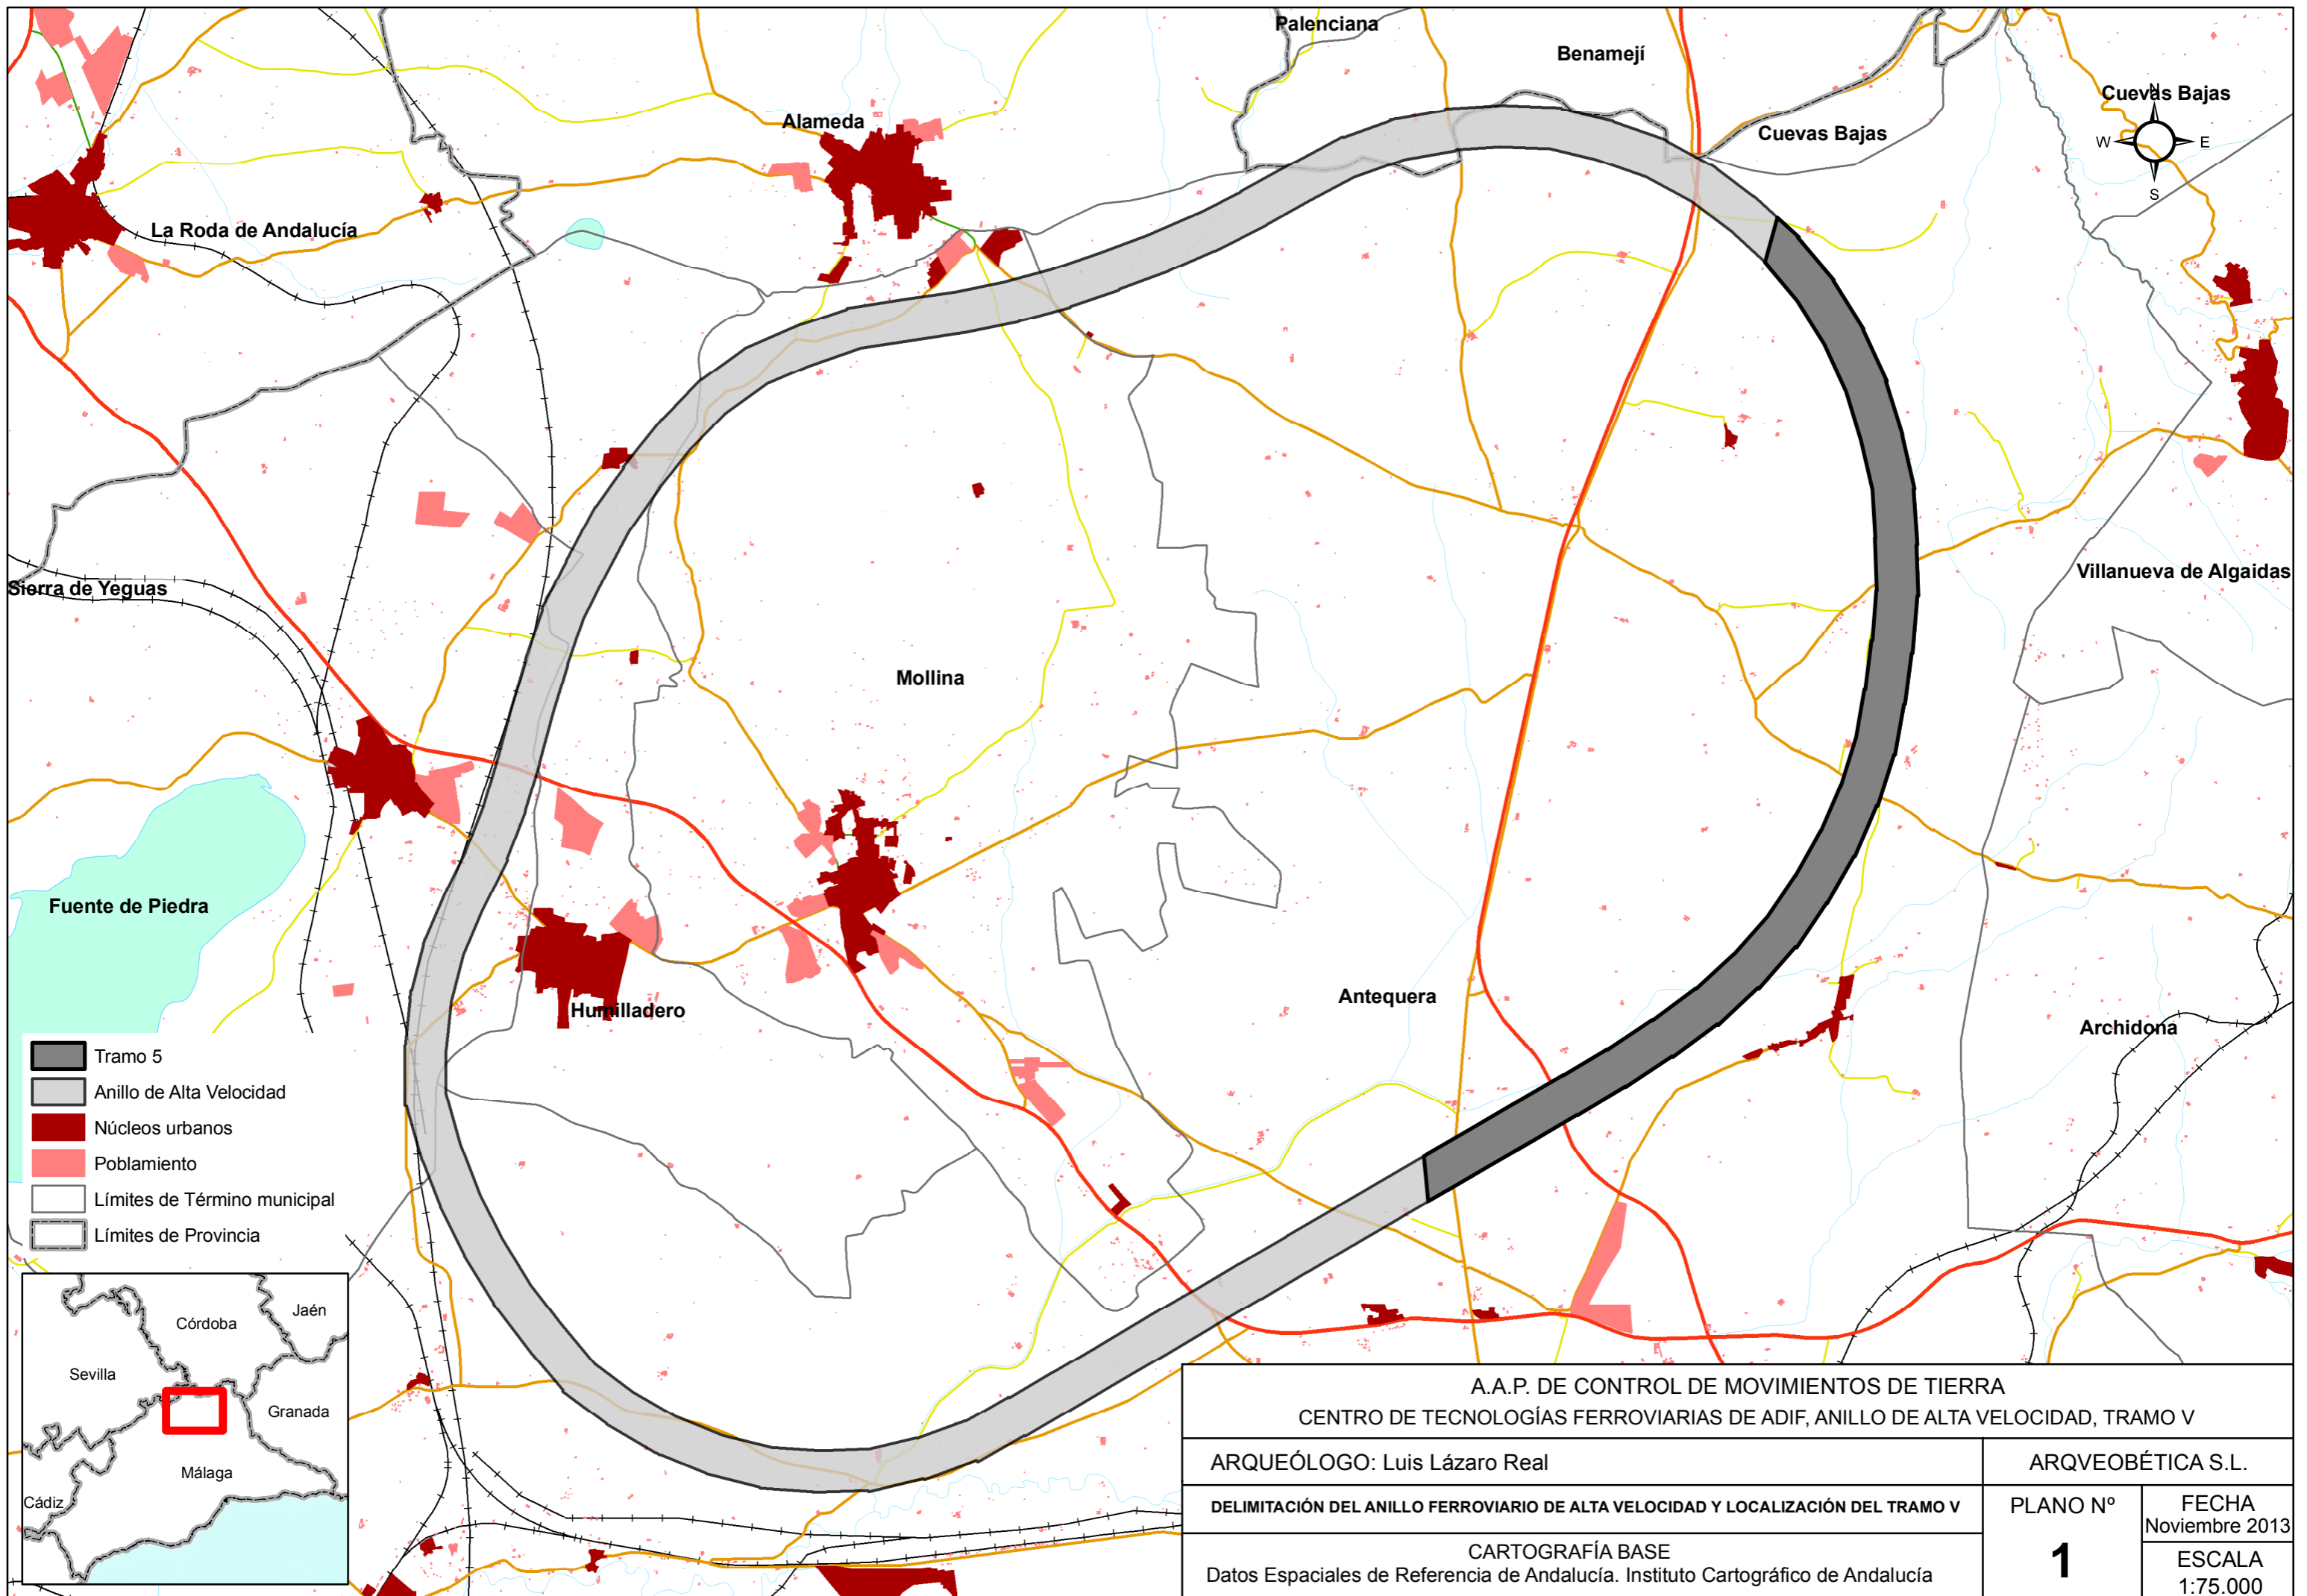 Palenciana
Benamejí
Cuevas Bajas
N
W
E
S
Alameda
Cuevas Bajas
La Roda de Andalucía
Sierra de Yeguas
Villanueva de Algaidas
Mollina
Fuente de Piedra
Humilladero
Antequera
Archidona
Tramo 5
Anillo de Alta Velocidad
Núcleos urbanos
Poblamiento
Límites de Término municipal
Límites de Provincia
Jaén
Córdoba
Sevilla
Granada
Málaga
Cádiz
A.A.P. DE CONTROL DE MOVIMIENTOS DE TIERRA
CENTRO DE TECNOLOGÍAS FERROVIARIAS DE ADIF, ANILLO DE ALTA VELOCIDAD, TRAMO V
ARQUEÓLOGO: Luis Lázaro Real
ARQVEOBÉTICA S.L.
DELIMITACIÓN DEL ANILLO FERROVIARIO DE ALTA VELOCIDAD Y LOCALIZACIÓN DEL TRAMO V
PLANO Nº
1
FECHA
Noviembre 2013
CARTOGRAFÍA BASE
Datos Espaciales de Referencia de Andalucía. Instituto Cartográfico de Andalucía
ESCALA
1:75.000